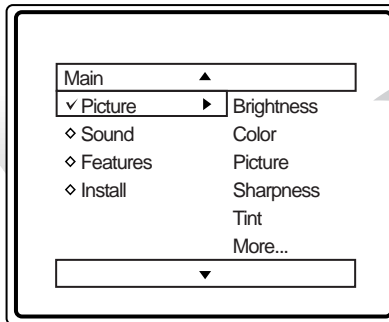 Main
Picture Brightness
Sound Color
Features Picture
Install Sharpness
Tint
More...